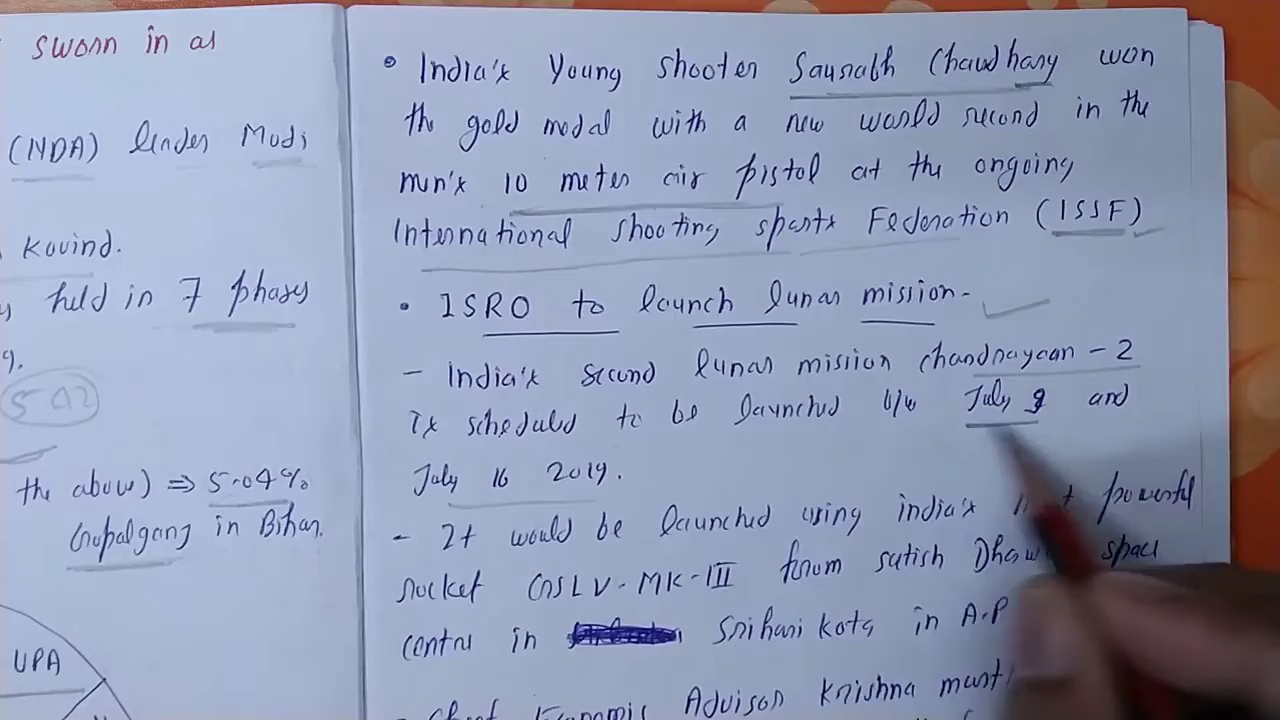 sworn in as
(NDA) leader Modi
Kovind.
held in 7 phases
542
the above) ⇒ 5.04%
Gopalganj in Bihar.
UPA
• India's Young shooter Saurabh Chaudhary won
the gold medal with a new world record in the
men's 10 meter air pistol at the ongoing
International shooting sports Federation (ISSF)
• ISRO to launch lunar mission-
- India's second lunar mission chandrayaan - 2
is scheduled to be launched b/w July 9 and
July 16 2019.
- It would be launched using india's powerful
rocket GSLV-MK-III from satish space
centre in Srihari kota in A.P
Economic Advisor Krishna